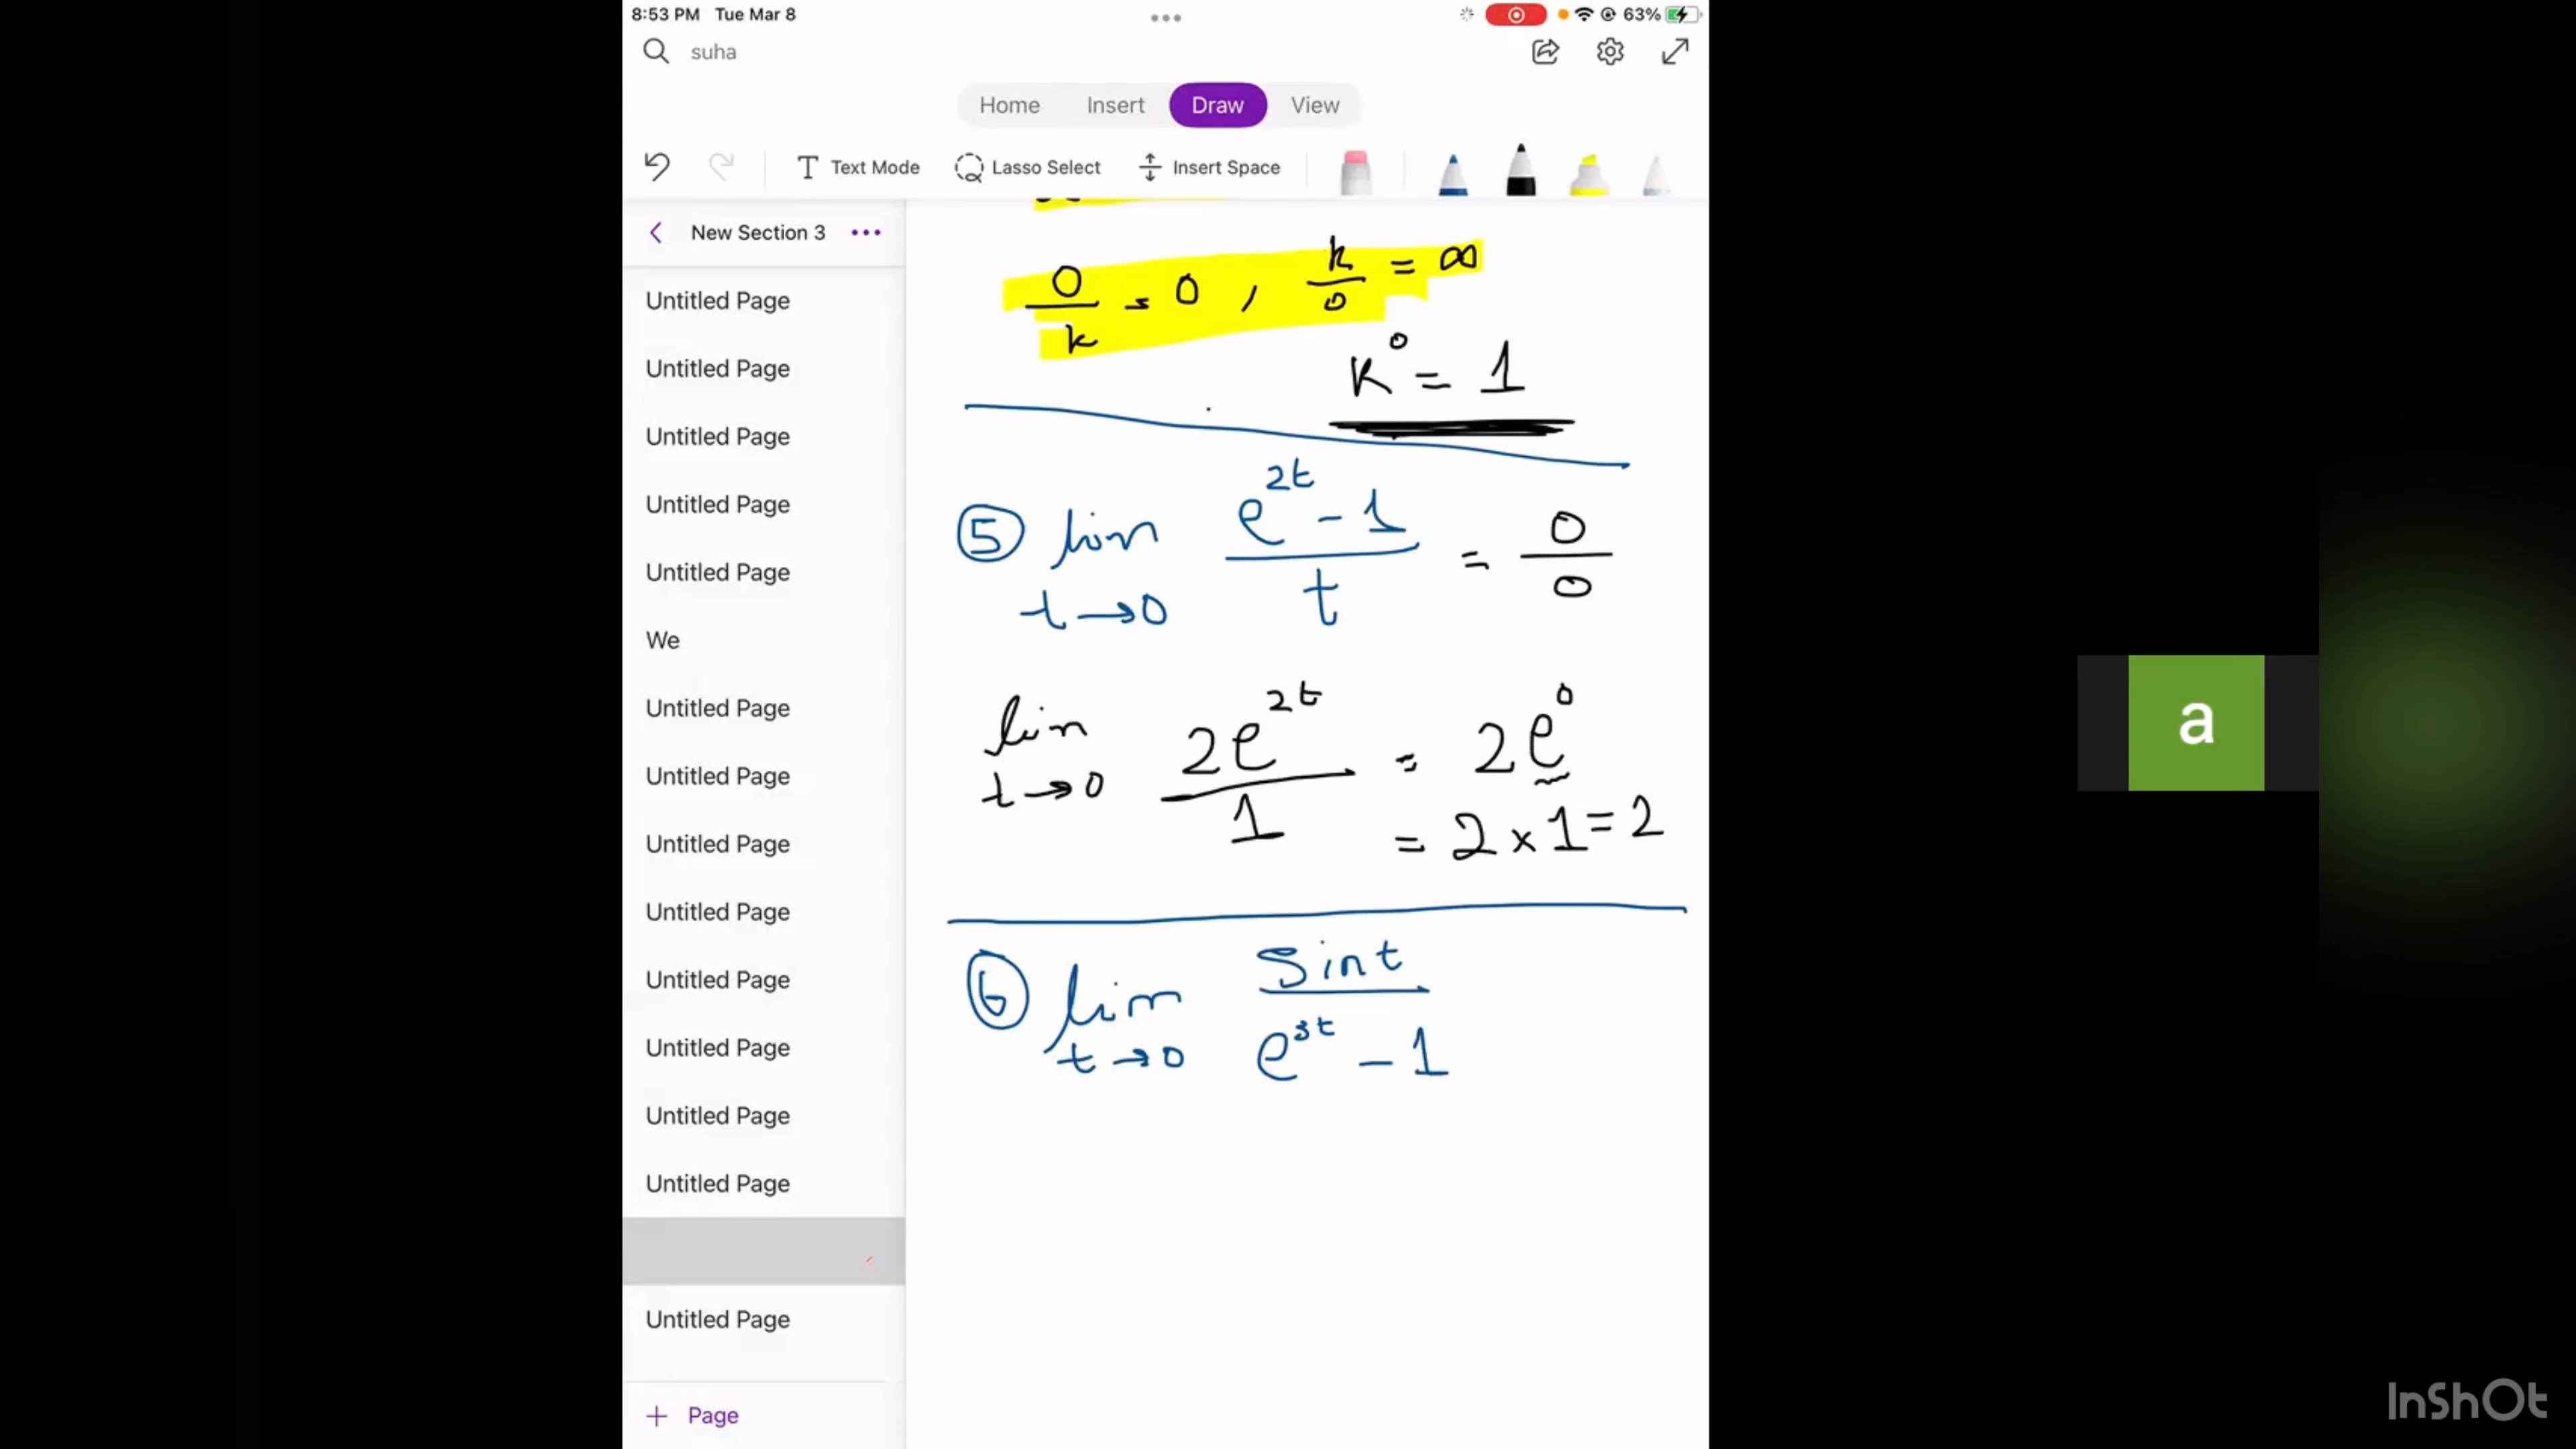 8:53 PM Tue Mar 8
63%
suha
Home Insert Draw View
Text Mode Lasso Select Insert Space
New Section 3
Untitled Page
Untitled Page
Untitled Page
Untitled Page
Untitled Page
We
Untitled Page
Untitled Page
Untitled Page
Untitled Page
Untitled Page
Untitled Page
Untitled Page
Untitled Page
Untitled Page
+ Page
0/k = 0 , k/0 = ∞
k⁰ = 1
⑤ lim t→0 (e^{2t} - 1)/t = 0/0
lim t→0 2e^{2t}/1 = 2e⁰
= 2 × 1 = 2
⑥ lim t→0 sin t/(e^{3t} - 1)
a
InShOt